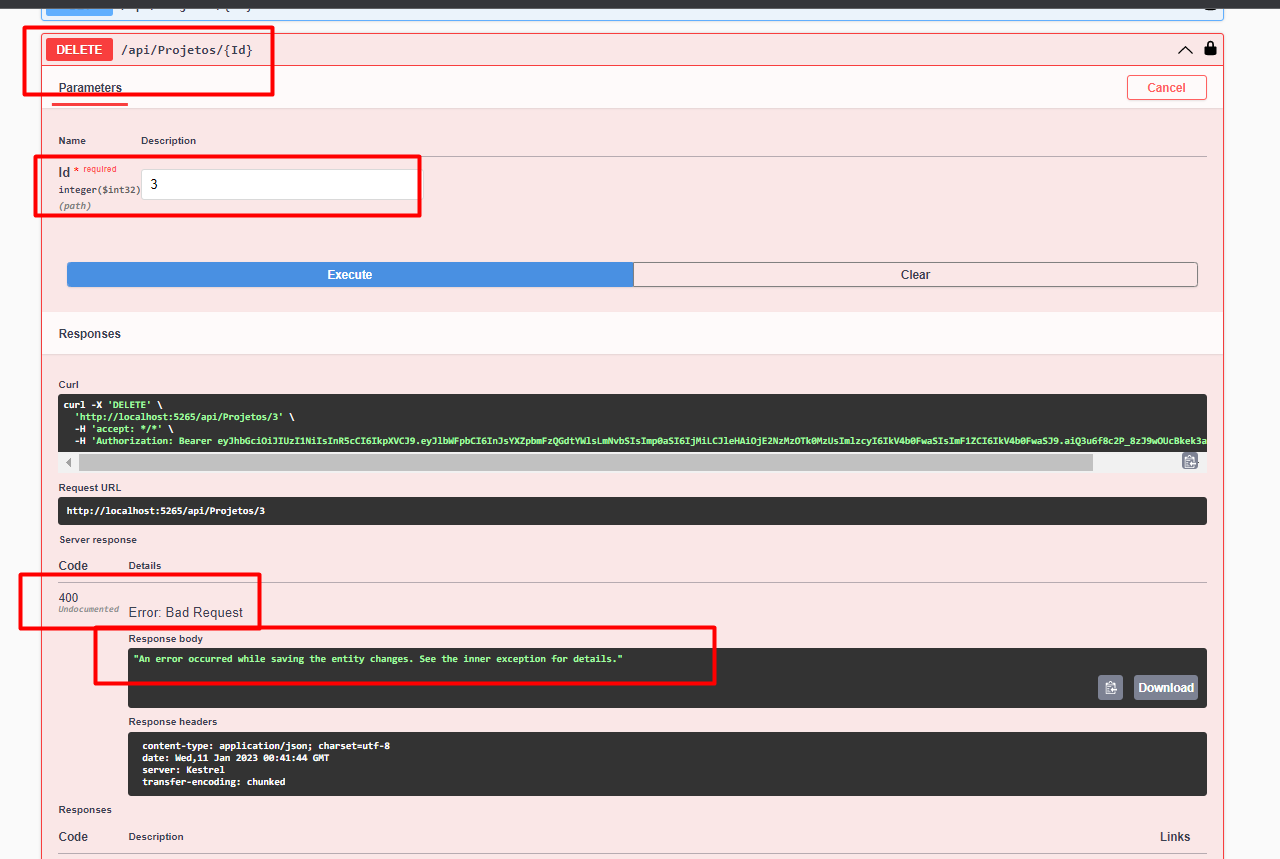 DELETE /api/Projetos/{Id}
Parameters
Cancel
Name Description
Id * required
integer($int32)
(path)
3
Execute Clear
Responses
Curl
curl -X 'DELETE' \
'http://localhost:5265/api/Projetos/3' \
-H 'accept: */*' \
-H 'Authorization: Bearer
Request URL
http://localhost:5265/api/Projetos/3
Server response
Code Details
400
Undocumented
Error: Bad Request
Response body
"An error occurred while saving the entity changes. See the inner exception for details."
Download
Response headers
content-type: application/json; charset=utf-8
date: Wed,11 Jan 2023 00:41:44 GMT
server: Kestrel
transfer-encoding: chunked
Responses
Code Description Links